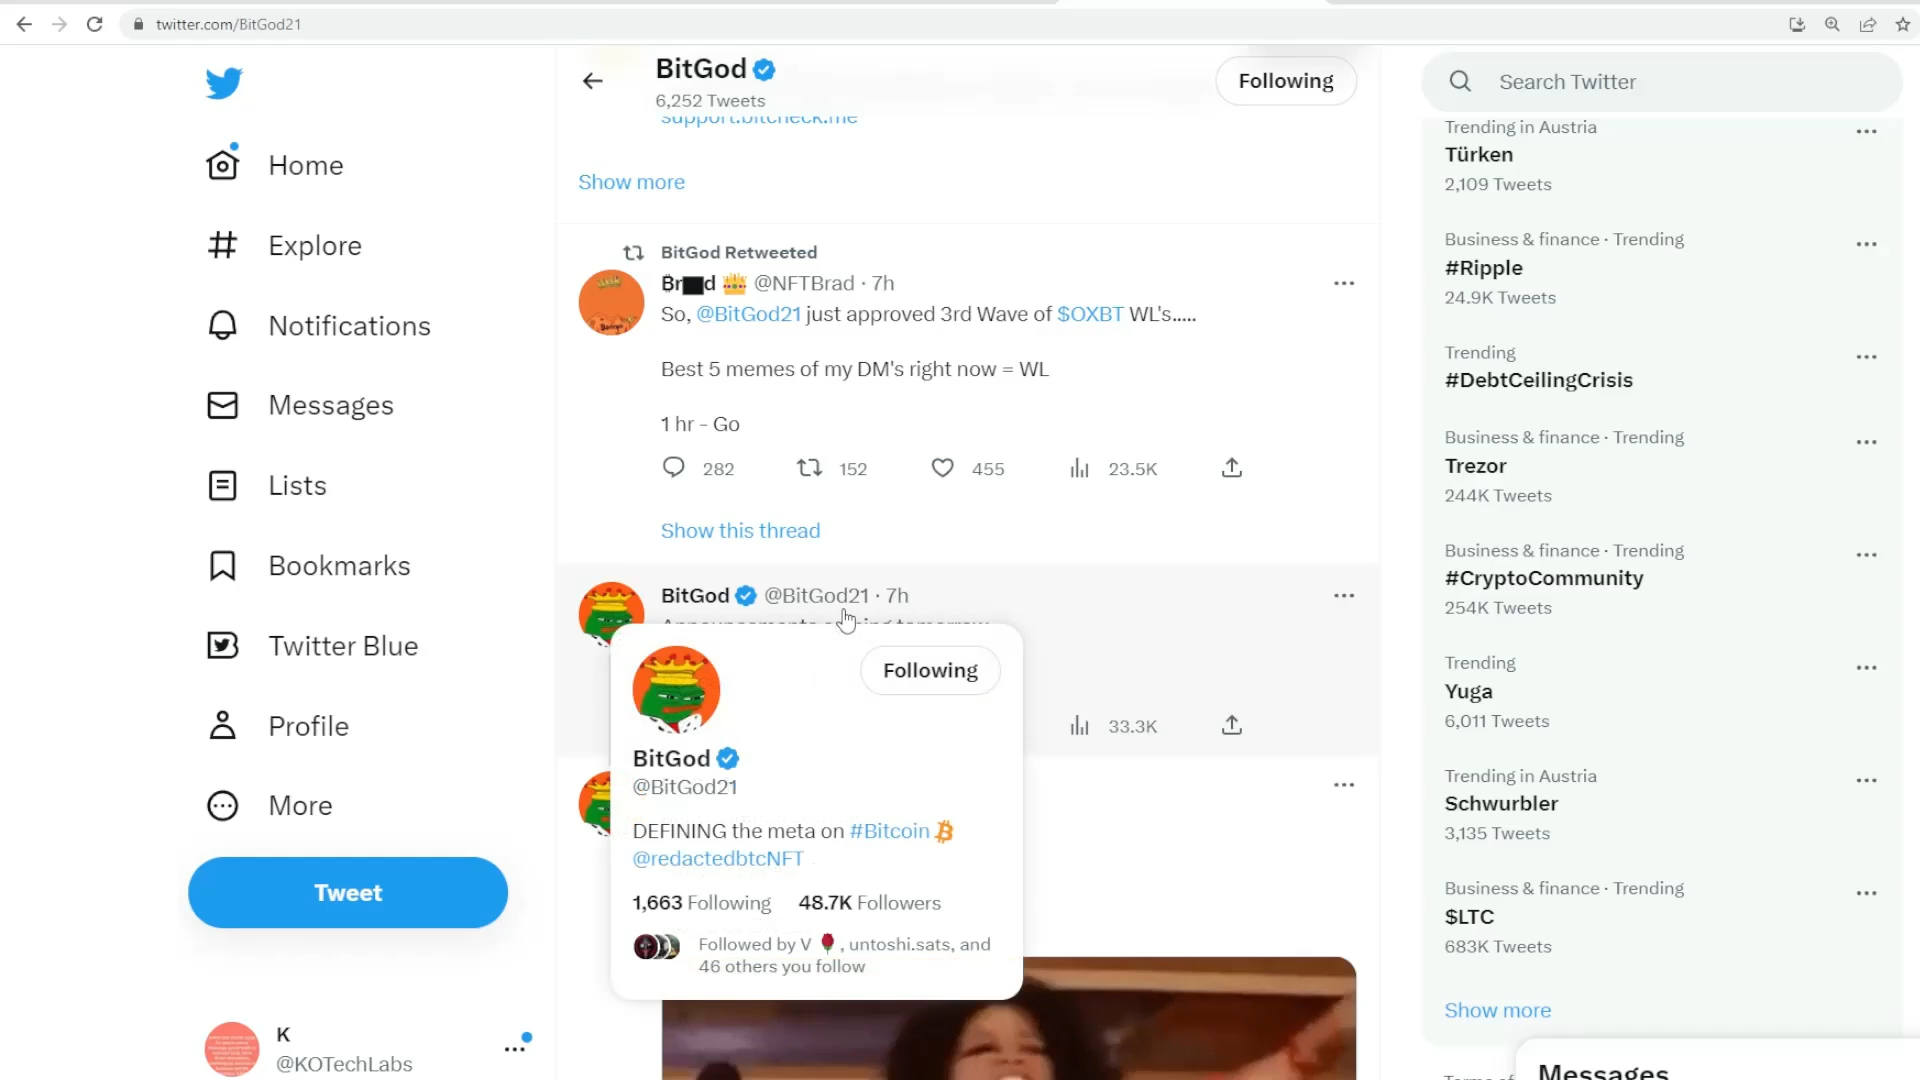 twitter.com/BitGod21
Home
Explore
Notifications
Messages
Lists
Bookmarks
Twitter Blue
Profile
More
Tweet
K
@KOTechLabs
BitGod
6,252 Tweets
Following
support.bitcheck.me
Show more
BitGod Retweeted
@NFTBrad · 7h
So, @BitGod21 just approved 3rd Wave of $OXBT WL's.....
Best 5 memes of my DM's right now = WL
1 hr - Go
282 152 455 23.5K
Show this thread
BitGod @BitGod21 · 7h
tomorrow
33.3K
Following
BitGod
@BitGod21
DEFINING the meta on #Bitcoin
@redactedbtcNFT
1,663 Following 48.7K Followers
Followed by V 🌹, untoshi.sats, and
46 others you follow
Search Twitter
Trending in Austria
Türken
2,109 Tweets
Business & finance · Trending
#Ripple
24.9K Tweets
Trending
#DebtCeilingCrisis
Business & finance · Trending
Trezor
244K Tweets
Business & finance · Trending
#CryptoCommunity
254K Tweets
Trending
Yuga
6,011 Tweets
Trending in Austria
Schwurbler
3,135 Tweets
Business & finance · Trending
$LTC
683K Tweets
Show more
Messages